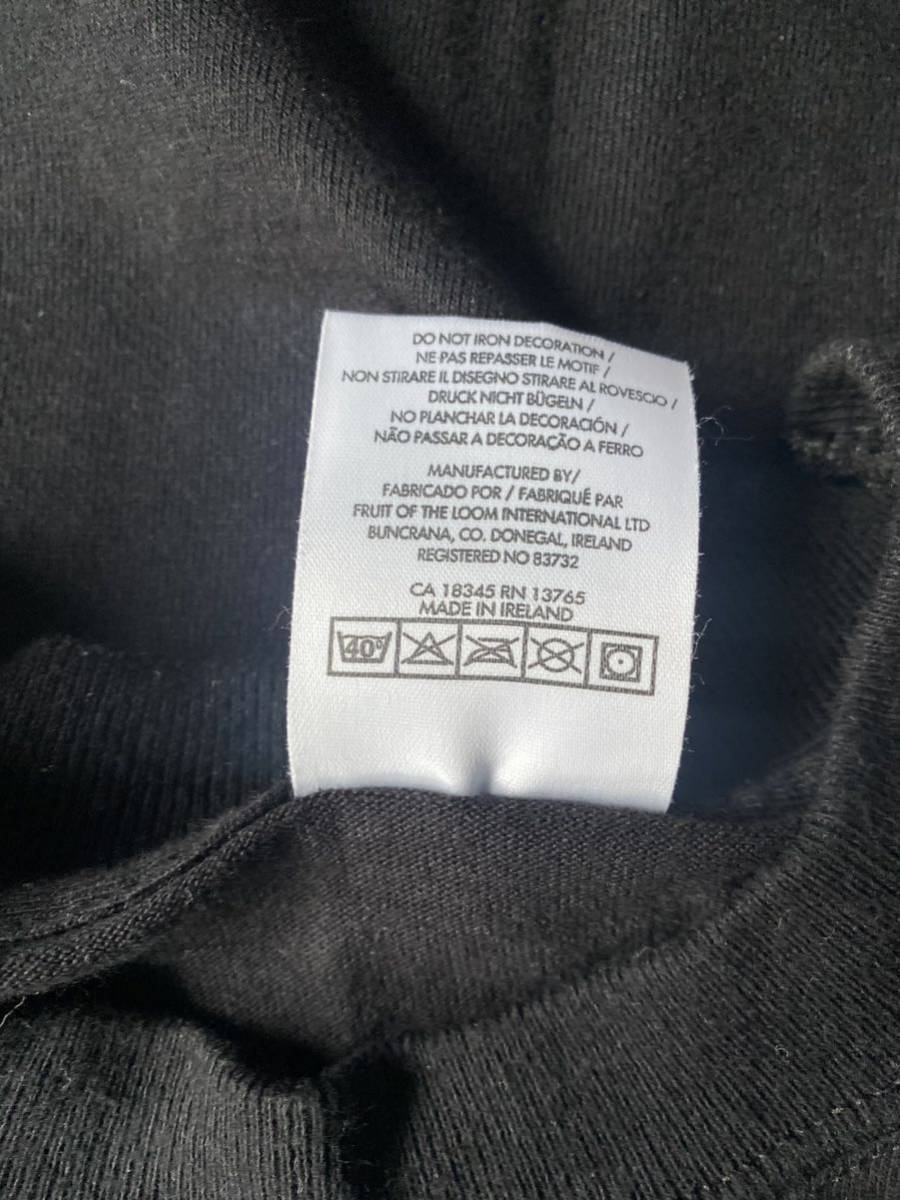 DO NOT IRON DECORATION /
NE PAS REPASSER LE MOTIF /
NON STIRARE IL DISEGNO STIRARE AL ROVESCIO /
DRUCK NICHT BÜGELN /
NO PLANCHAR LA DECORACIÓN /
NÃO PASSAR A DECORAÇÃO A FERRO
MANUFACTURED BY/
FABRICADO POR / FABRIQUÉ PAR
FRUIT OF THE LOOM INTERNATIONAL LTD
BUNCRANA, CO. DONEGAL, IRELAND
REGISTERED NO 83732
CA 18345 RN 13765
MADE IN IRELAND
40°